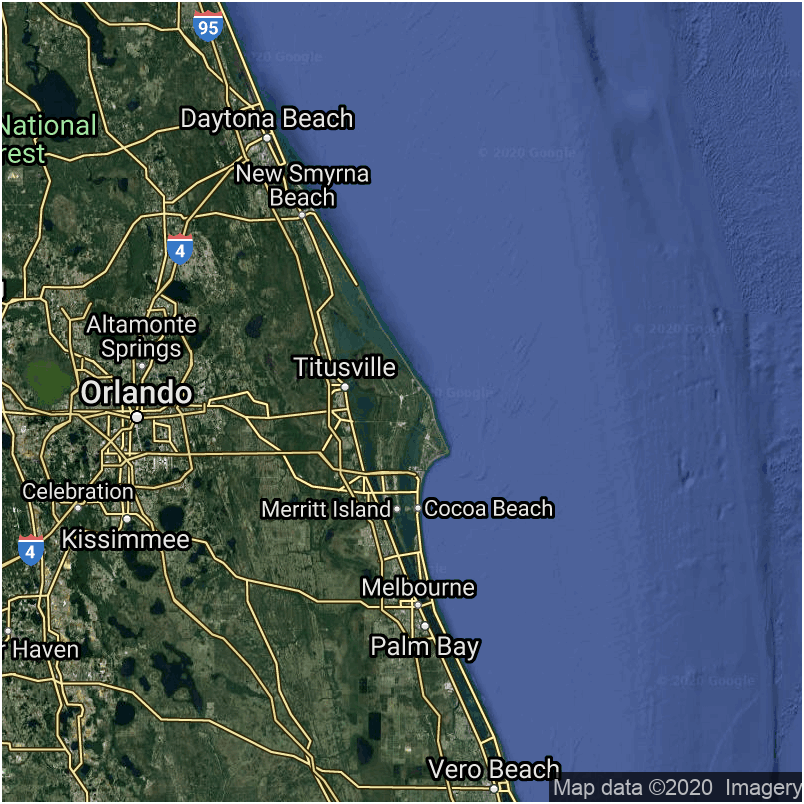 95
© 2020 Google
Daytona Beach
National
rest
© 2020 Google
New Smyrna
Beach
4
© 2020 Google
Altamonte
Springs
Titusville
Orlando
Celebration
Merritt Island
Cocoa Beach
Kissimmee
4
Melbourne
Palm Bay
r Haven
© 2020 Google
Vero Beach
Map data ©2020 Imagery